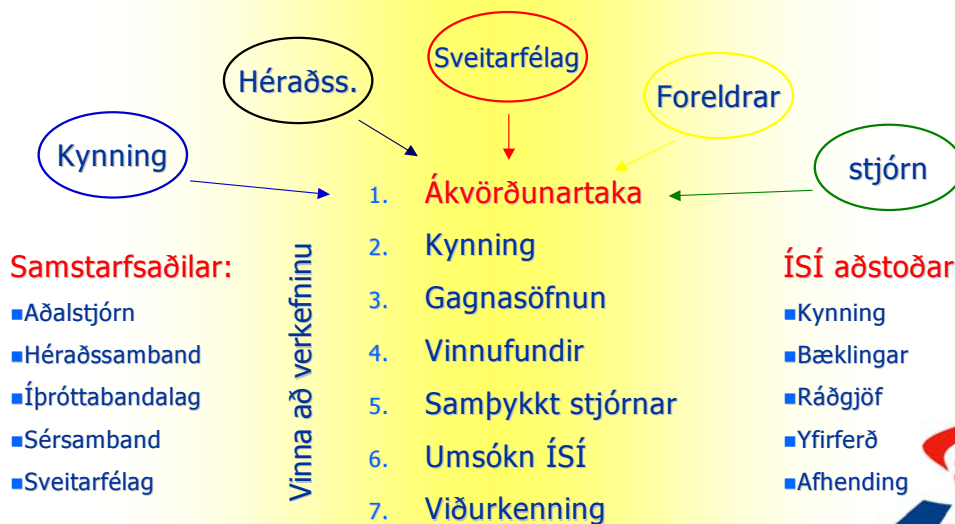 Sveitarfélag
Héraðss.
Foreldrar
Kynning
stjórn
1. Ákvörðunartaka
2. Kynning
3. Gagnasöfnun
4. Vinnufundir
5. Samþykkt stjórnar
6. Umsókn ÍSÍ
7. Viðurkenning
Vinna að verkefninu
Samstarfsaðilar:
■Aðalstjórn
■Héraðssamband
■Íþróttabandalag
■Sérsamband
■Sveitarfélag
ÍSÍ aðstoðar
■Kynning
■Bæklingar
■Ráðgjöf
■Yfirferð
■Afhending